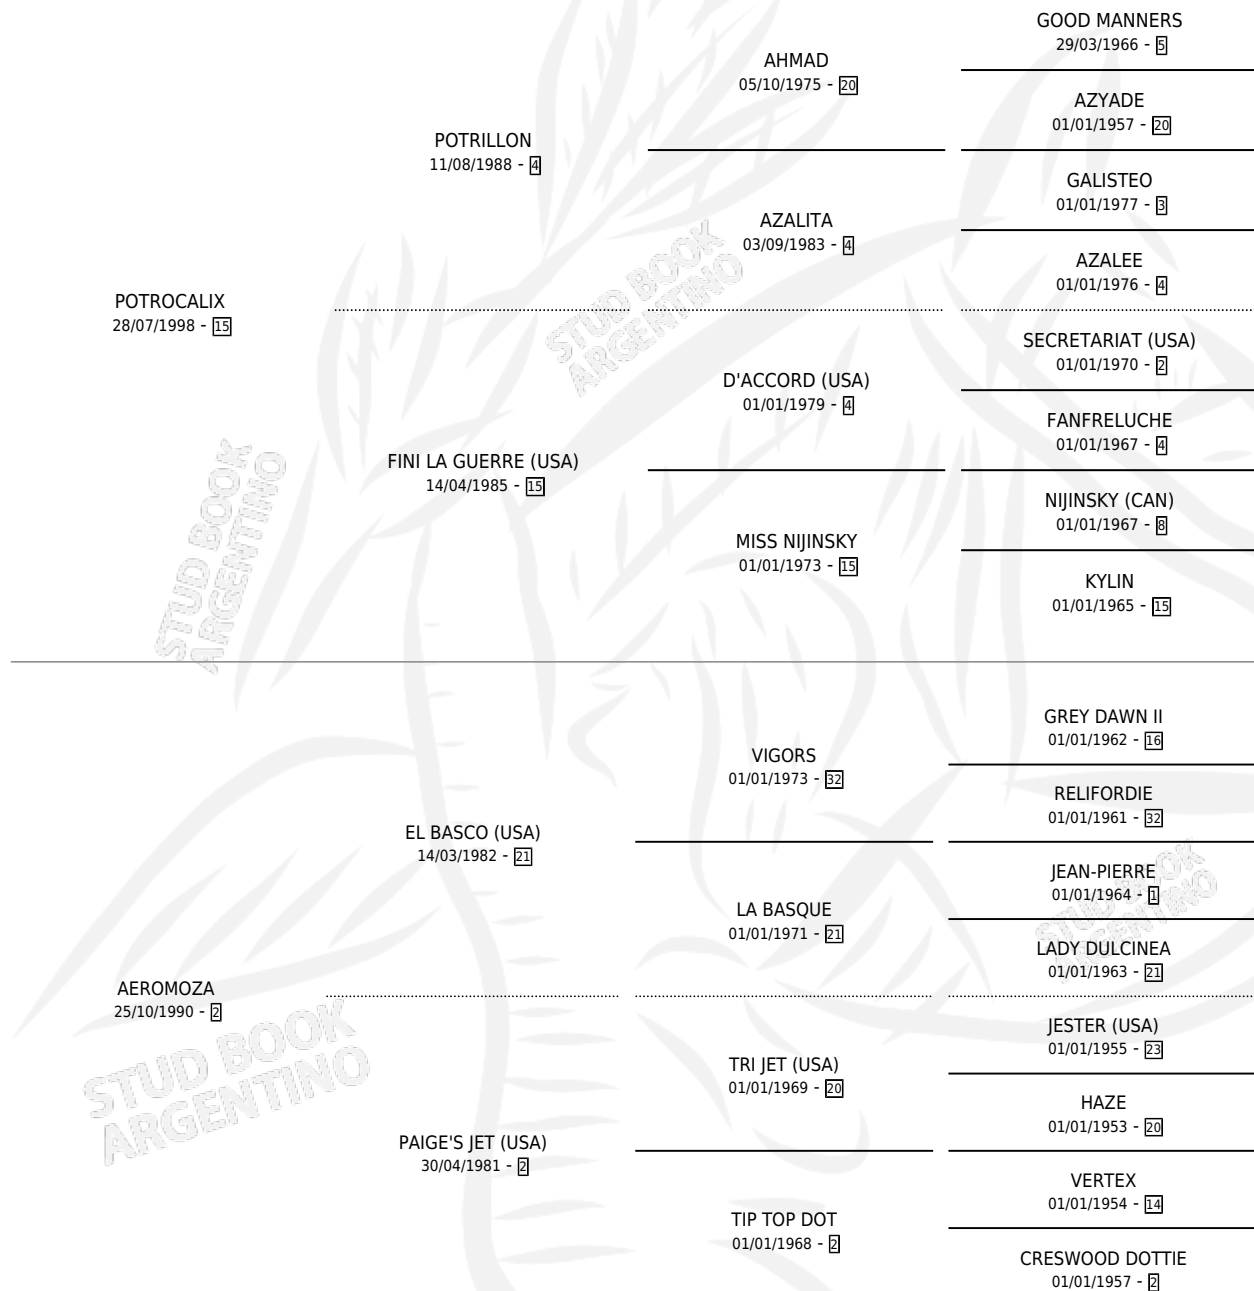 GOOD MANNERS
29/03/1966 - 5
AHMAD
05/10/1975 - 20
AZYADE
01/01/1957 - 20
POTRILLON
11/08/1988 - 4
GALISTEO
01/01/1977 - 3
AZALITA
03/09/1983 - 4
AZALEE
01/01/1976 - 4
POTROCALIX
28/07/1998 - 15
SECRETARIAT (USA)
01/01/1970 - 2
D'ACCORD (USA)
01/01/1979 - 4
FANFRELUCHE
01/01/1967 - 4
FINI LA GUERRE (USA)
14/04/1985 - 15
NIJINSKY (CAN)
01/01/1967 - 8
MISS NIJINSKY
01/01/1973 - 15
KYLIN
01/01/1965 - 15
GREY DAWN II
01/01/1962 - 16
VIGORS
01/01/1973 - 32
RELIFORDIE
01/01/1961 - 32
EL BASCO (USA)
14/03/1982 - 21
JEAN-PIERRE
01/01/1964 - 1
LA BASQUE
01/01/1971 - 21
LADY DULCINEA
01/01/1963 - 21
AEROMOZA
25/10/1990 - 2
JESTER (USA)
01/01/1955 - 23
TRI JET (USA)
01/01/1969 - 20
HAZE
01/01/1953 - 20
PAIGE'S JET (USA)
30/04/1981 - 2
VERTEX
01/01/1954 - 14
TIP TOP DOT
01/01/1968 - 2
CRESWOOD DOTTIE
01/01/1957 - 2
STUD BOOK
ARGENTINO
STUD BOOK
ARGENTINO
STUD BOOK
ARGENTINO
STUD BOOK
ARGENTINO